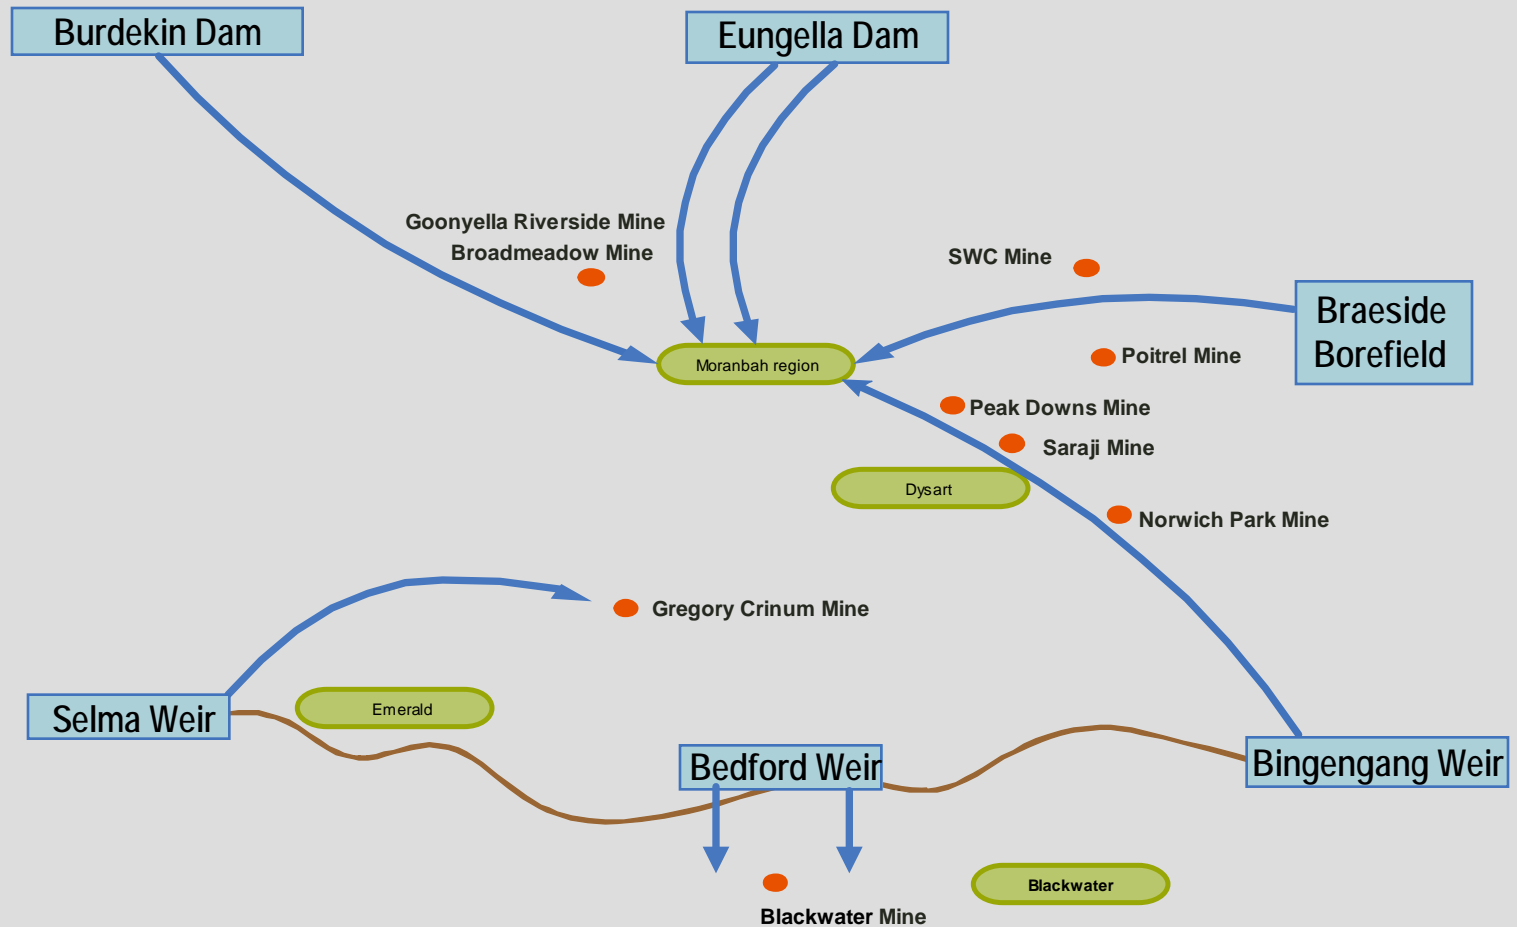 Burdekin Dam
Eungella Dam
Goonyella Riverside Mine
Broadmeadow Mine
SWC Mine
Braeside
Borefield
Moranbah region
Poitrel Mine
Peak Downs Mine
Saraji Mine
Dysart
Norwich Park Mine
Gregory Crinum Mine
Emerald
Selma Weir
Bedford Weir
Bingengang Weir
Blackwater
Blackwater Mine